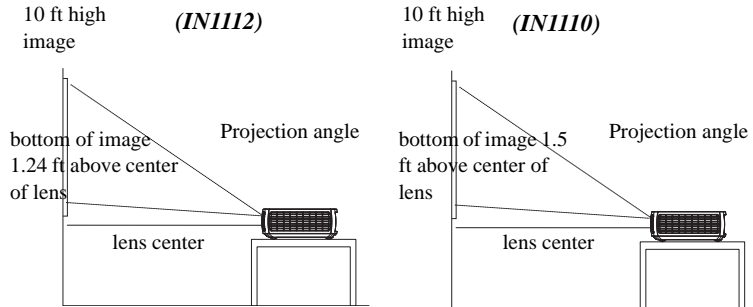 10 ft high
image
(IN1112)
bottom of image
1.24 ft above center
of lens
Projection angle
lens center
10 ft high
image
(IN1110)
bottom of image 1.5
ft above center of
lens
Projection angle
lens center